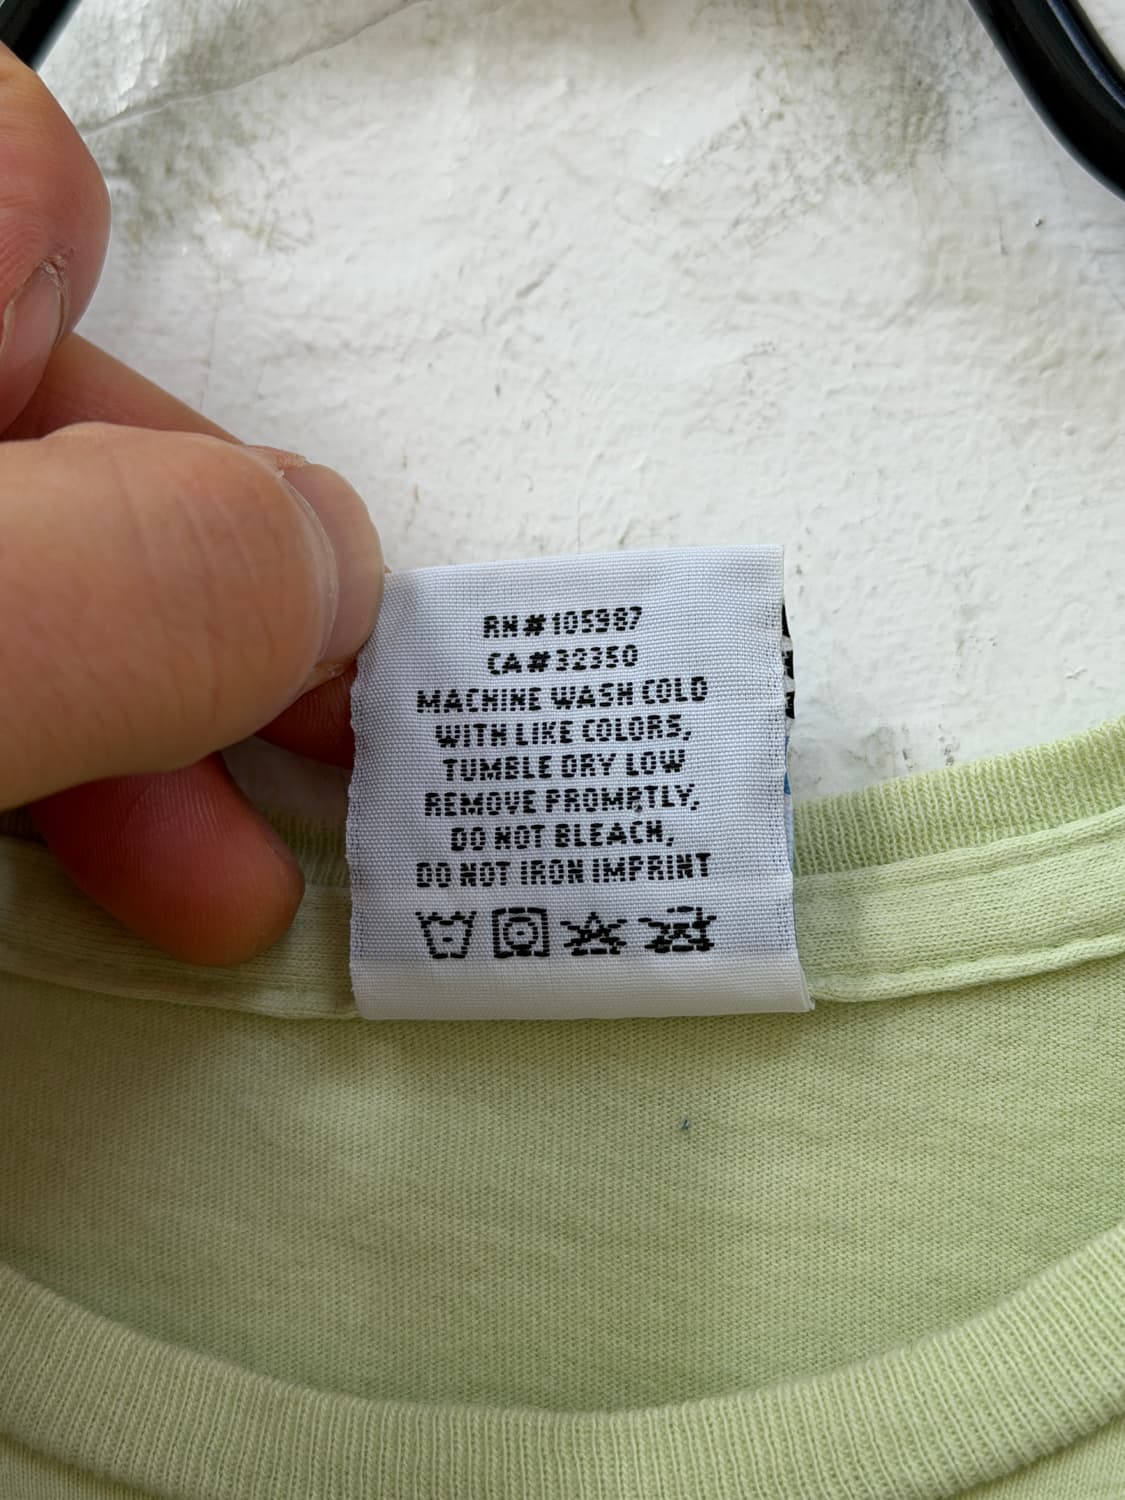 RN#105987
CA#32350
MACHINE WASH COLD
WITH LIKE COLORS,
TUMBLE DRY LOW
REMOVE PROMPTLY,
DO NOT BLEACH,
DO NOT IRON IMPRINT